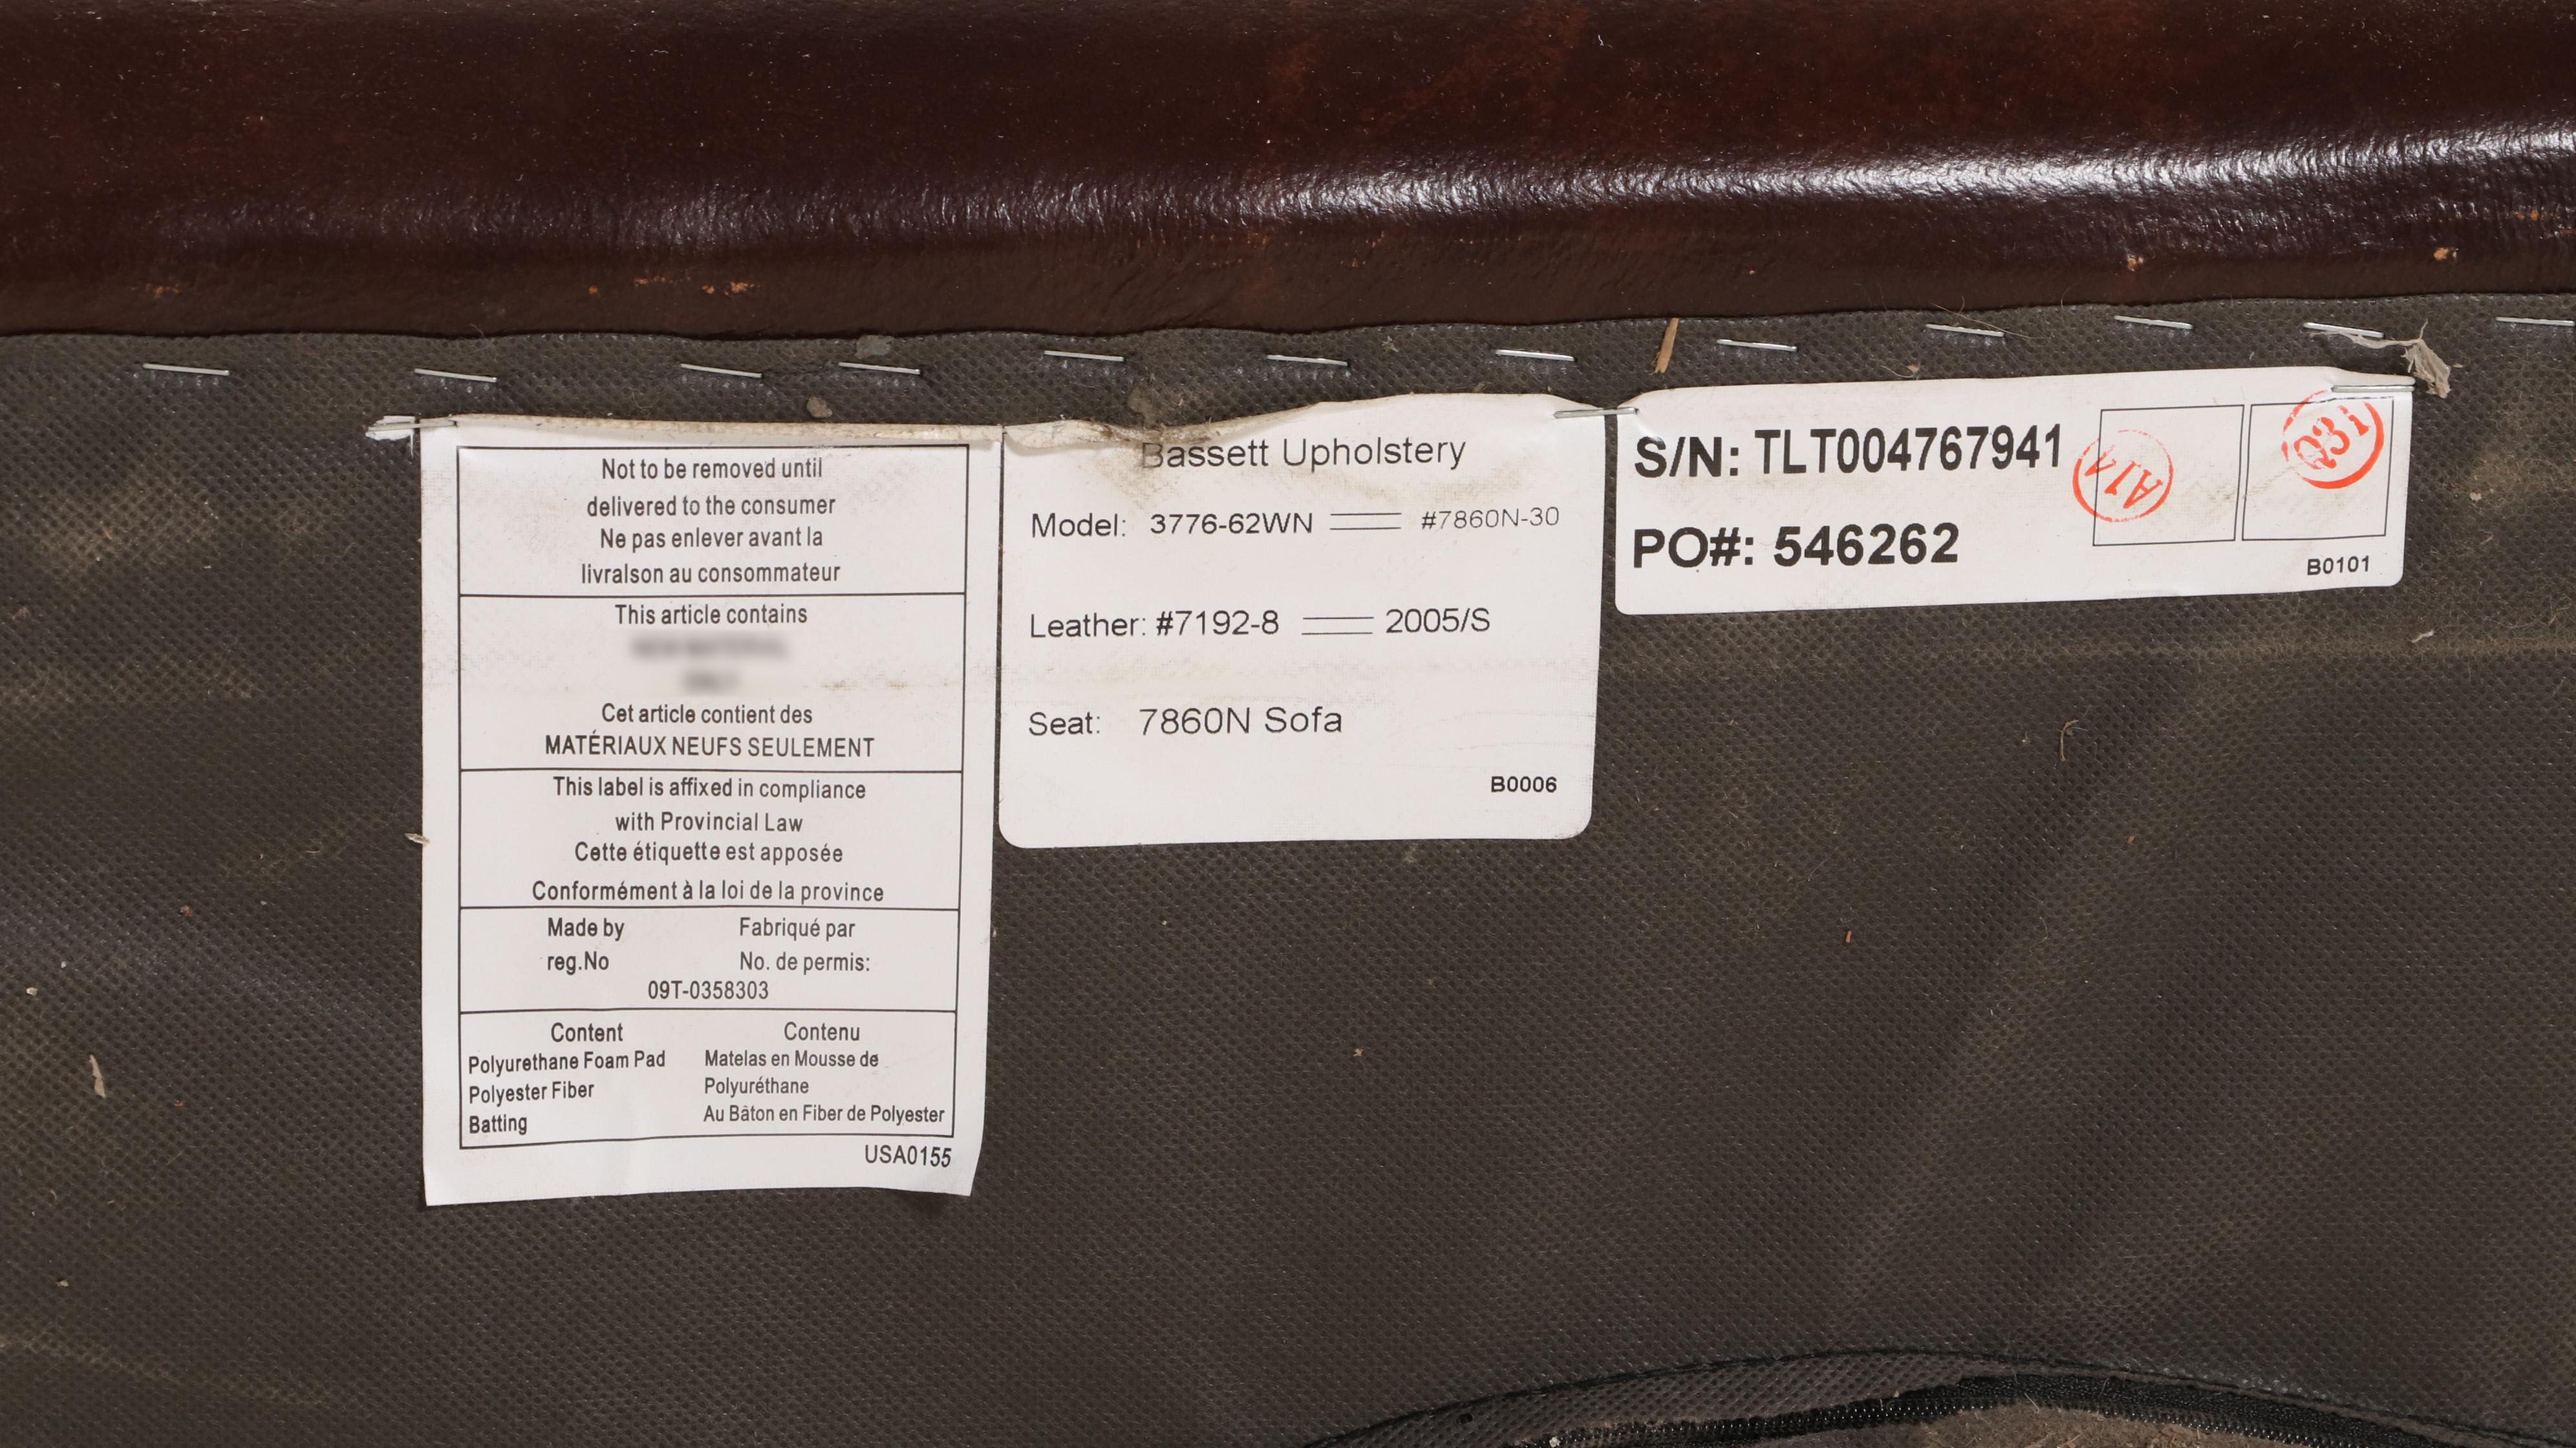 Not to be removed until
delivered to the consumer
Ne pas enlever avant la
livralson au consommateur
This article contains
Cet article contient des
MATÉRIAUX NEUFS SEULEMENT
This label is affixed in compliance
with Provincial Law
Cette étiquette est apposée
Conformément à la loi de la province
Made by Fabriqué par
reg.No No. de permis:
09T-0358303
Content Contenu
Polyurethane Foam Pad Matelas en Mousse de
Polyester Fiber Polyuréthane
Batting Au Bâton en Fiber de Polyester
USA0155
Bassett Upholstery
Model: 3776-62WN #7860N-30
Leather: #7192-8 2005/S
Seat: 7860N Sofa
B0006
S/N: TLT004767941
PO#: 546262
B0101